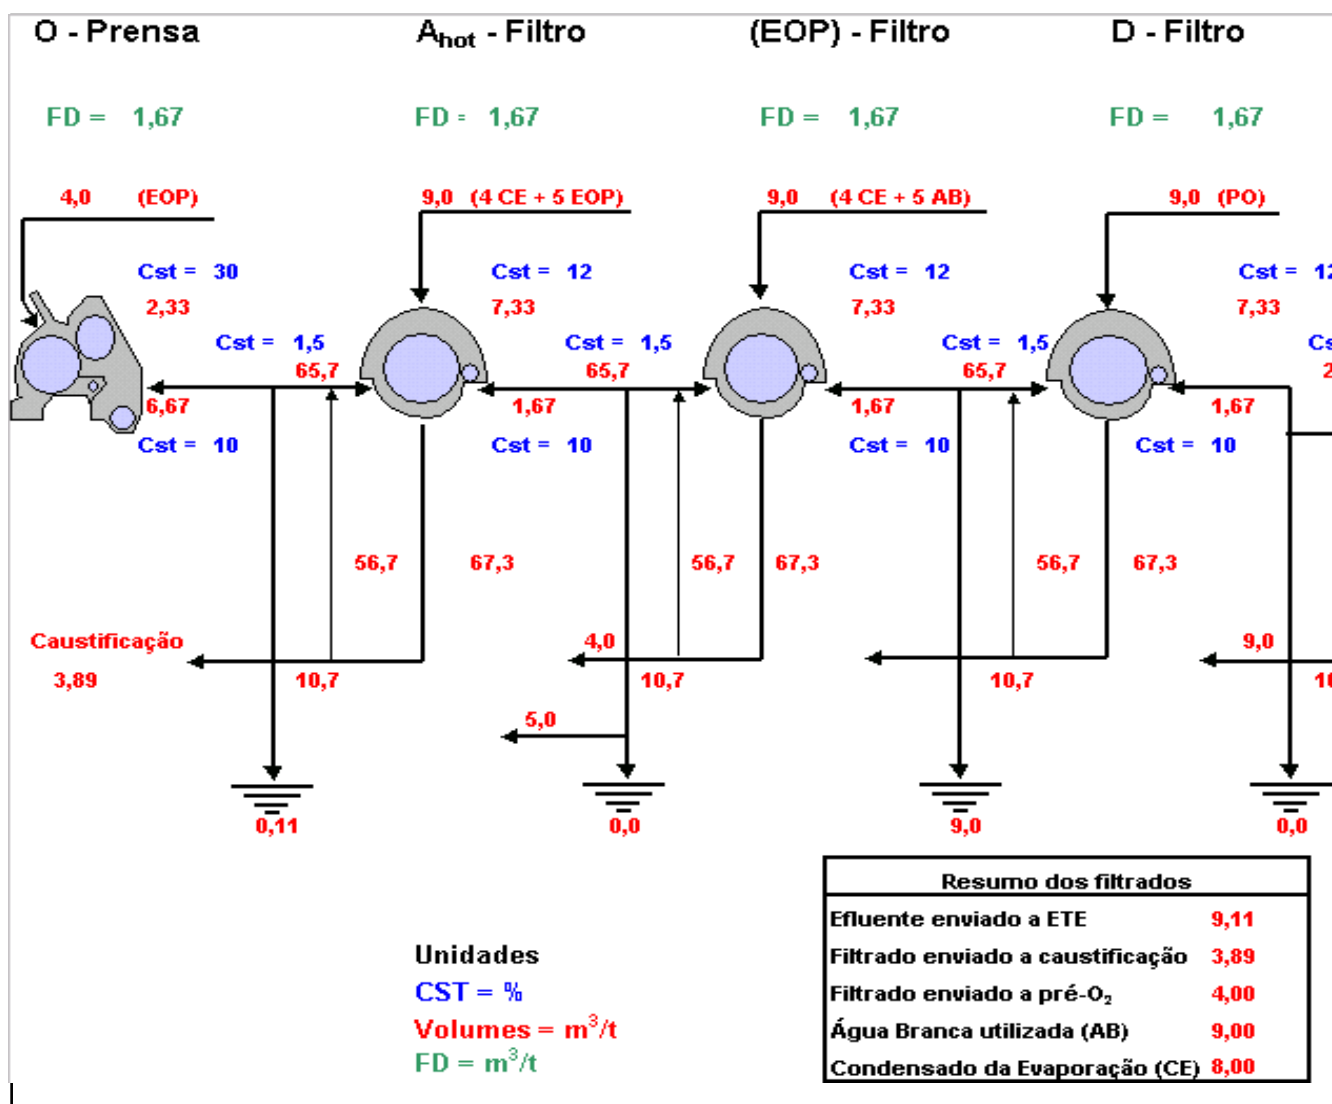 O - Prensa
A_hot - Filtro
(EOP) - Filtro
D - Filtro
FD = 1,67
FD = 1,67
FD = 1,67
FD = 1,67
4,0 (EOP)
9,0 (4 CE + 5 EOP)
9,0 (4 CE + 5 AB)
9,0 (PO)
Cst = 30
Cst = 12
Cst = 12
Cst = 12
2,33
7,33
7,33
7,33
Cst = 1,5
Cst = 1,5
Cst = 1,5
65,7
65,7
65,7
6,67
1,67
1,67
1,67
Cst = 10
Cst = 10
Cst = 10
Cst = 10
56,7
67,3
56,7
67,3
56,7
67,3
Caustificação
4,0
9,0
3,89
10,7
10,7
10,7
5,0
0,11
0,0
9,0
0,0
Resumo dos filtrados
Efluente enviado a ETE 9,11
Filtrado enviado a caustificação 3,89
Filtrado enviado a pré-O₂ 4,00
Água Branca utilizada (AB) 9,00
Condensado da Evaporação (CE) 8,00
Unidades
CST = %
Volumes = m³/t
FD = m³/t